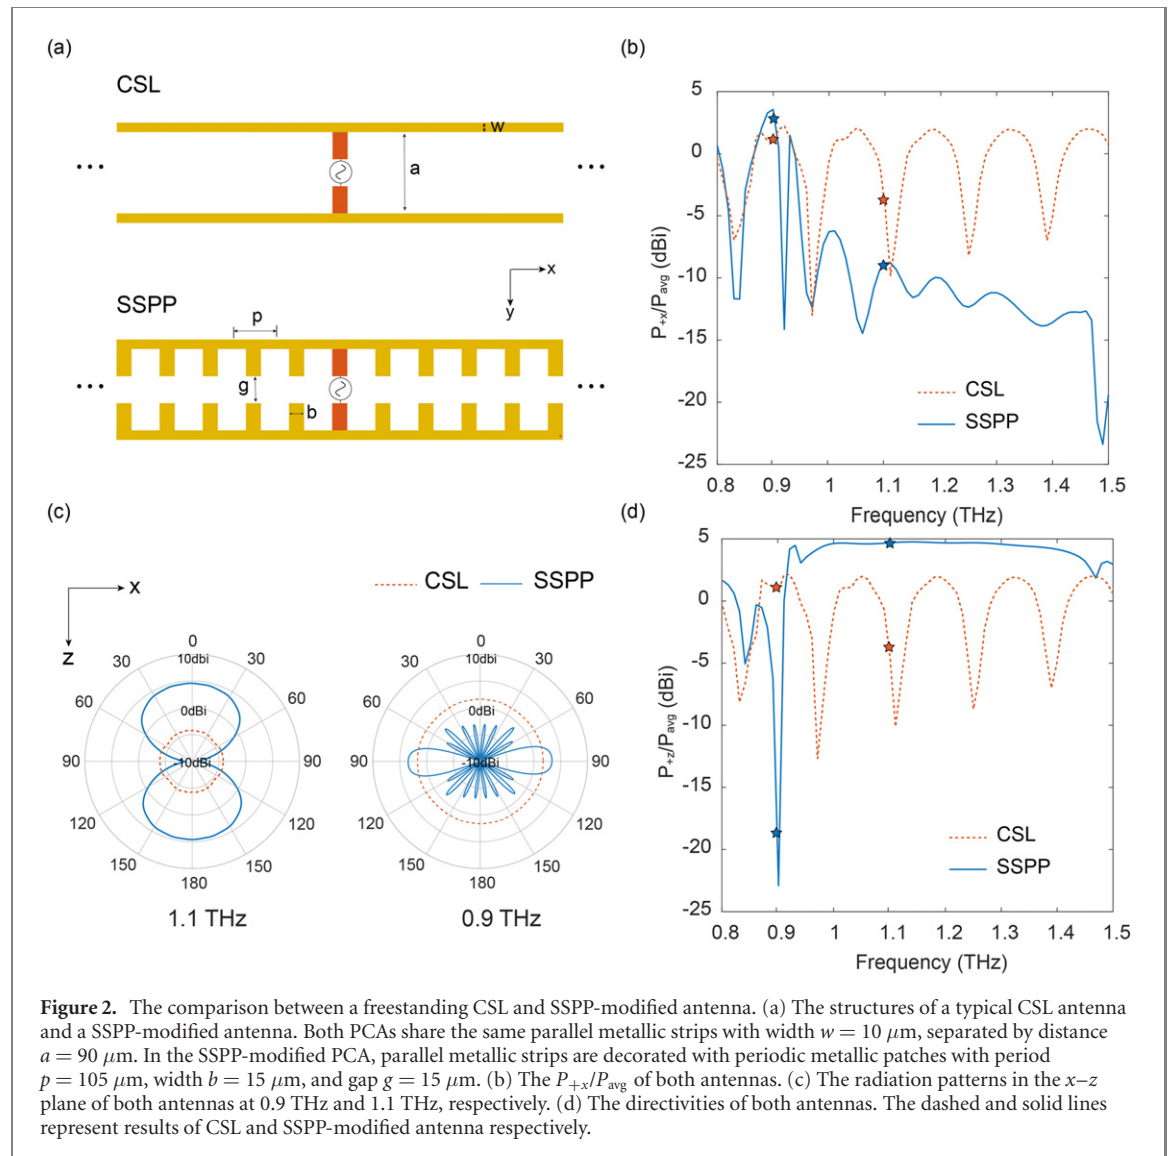 (a)
CSL
w
a
...
...
x
y
SSPP
p
g
b
...
...
(b)
5
0
-5
-10
-15
-20
-25
P+x/Pavg (dBi)
CSL
SSPP
0.8 0.9 1 1.1 1.2 1.3 1.4 1.5
Frequency (THz)
(c)
x
z
CSL SSPP
0
10dbi
30 30
60 60
0dBi
90 90
-10dBi
120 120
150 150
180
1.1 THz
0
10dbi
30 30
60 60
0dBi
90 90
-10dBi
120 120
150 150
180
0.9 THz
(d)
5
0
-5
-10
-15
-20
-25
P+z/Pavg (dBi)
CSL
SSPP
0.8 0.9 1 1.1 1.2 1.3 1.4 1.5
Frequency (THz)
Figure 2. The comparison between a freestanding CSL and SSPP-modified antenna. (a) The structures of a typical CSL antenna
and a SSPP-modified antenna. Both PCAs share the same parallel metallic strips with width w = 10 μm, separated by distance
a = 90 μm. In the SSPP-modified PCA, parallel metallic strips are decorated with periodic metallic patches with period
p = 105 μm, width b = 15 μm, and gap g = 15 μm. (b) The P+x/Pavg of both antennas. (c) The radiation patterns in the x–z
plane of both antennas at 0.9 THz and 1.1 THz, respectively. (d) The directivities of both antennas. The dashed and solid lines
represent results of CSL and SSPP-modified antenna respectively.